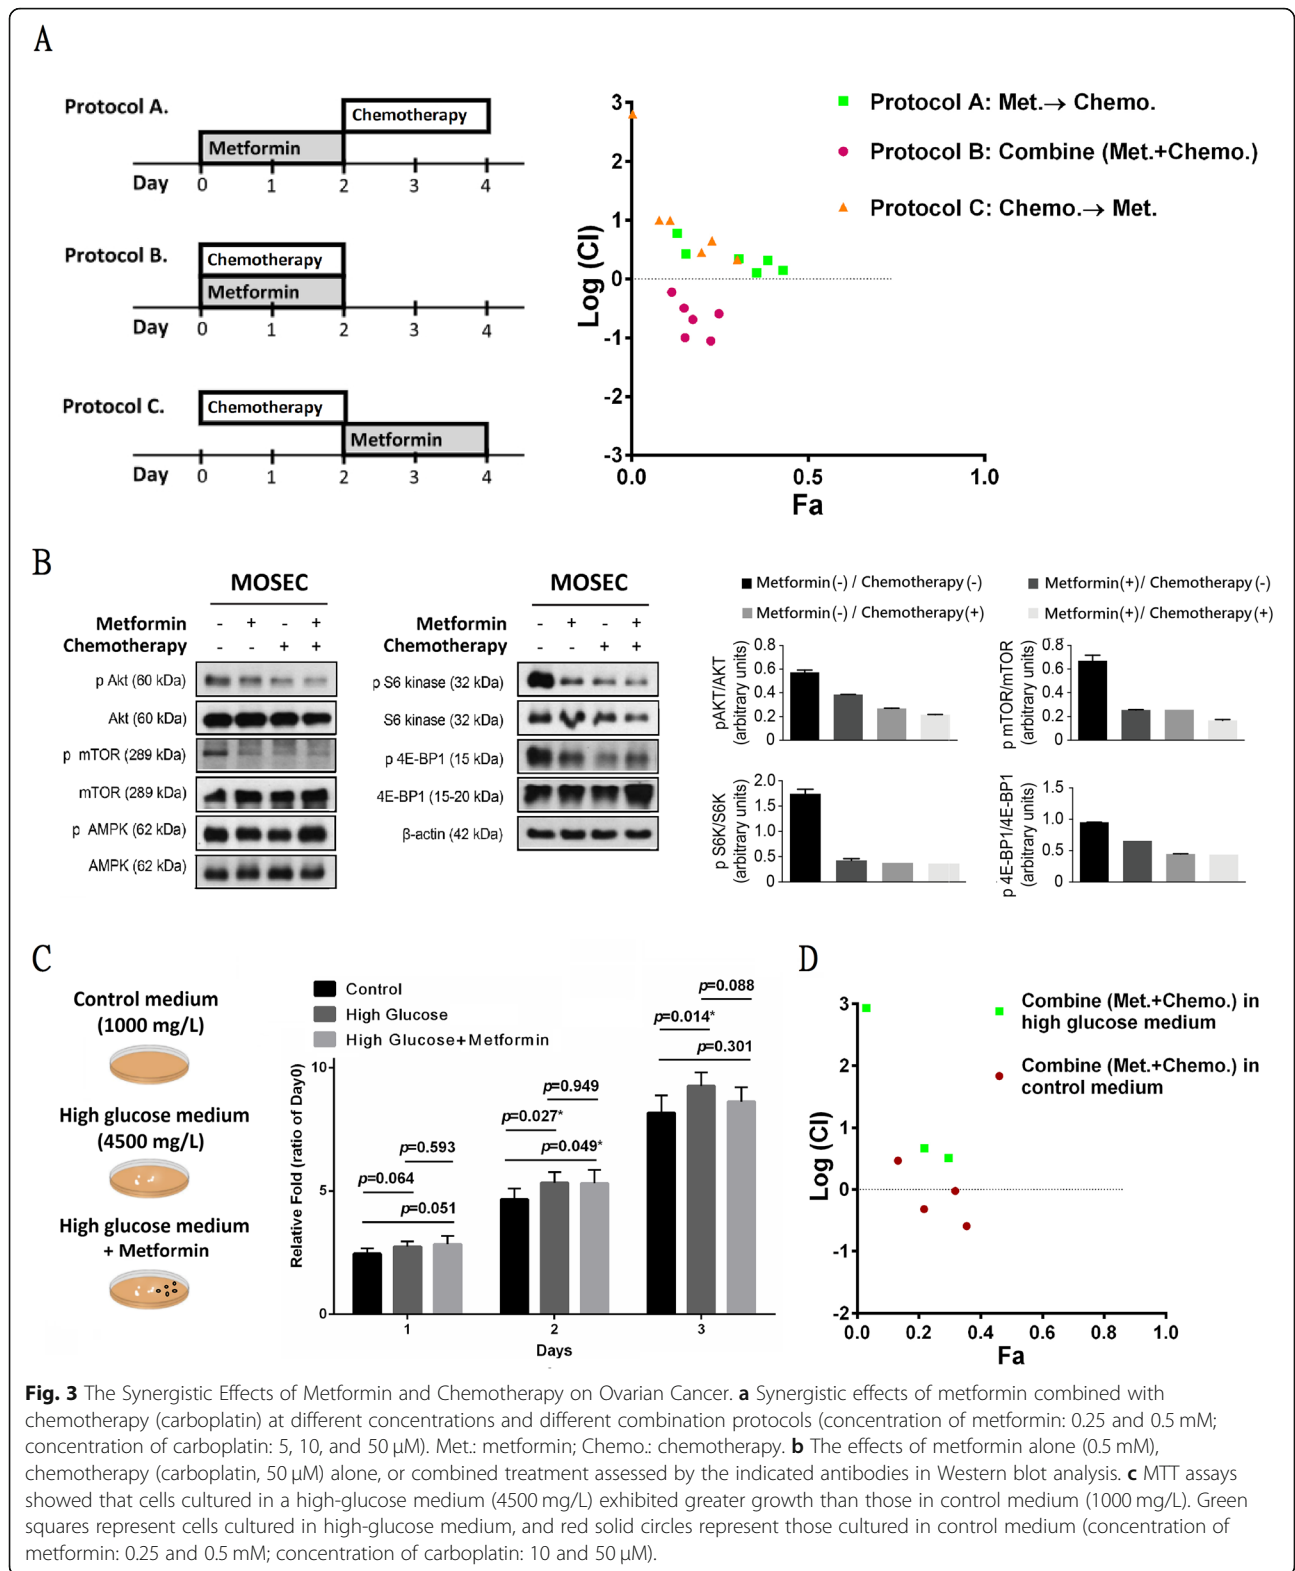 A
Protocol A.
Chemotherapy
Metformin
Day 0 1 2 3 4
Protocol B.
Chemotherapy
Metformin
Day 0 1 2 3 4
Protocol C.
Chemotherapy
Metformin
Day 0 1 2 3 4
Log (CI)
3
2
1
0
-1
-2
-3
0.0 0.5 1.0
Fa
Protocol A: Met.→ Chemo.
Protocol B: Combine (Met.+Chemo.)
Protocol C: Chemo.→ Met.
B
MOSEC
Metformin - + - +
Chemotherapy - - + +
p Akt (60 kDa)
Akt (60 kDa)
p mTOR (289 kDa)
mTOR (289 kDa)
p AMPK (62 kDa)
AMPK (62 kDa)
MOSEC
Metformin - + - +
Chemotherapy - - + +
p S6 kinase (32 kDa)
S6 kinase (32 kDa)
p 4E-BP1 (15 kDa)
4E-BP1 (15-20 kDa)
β-actin (42 kDa)
Metformin(-) / Chemotherapy(-)
Metformin(+)/ Chemotherapy(-)
Metformin(-) / Chemotherapy(+)
Metformin(+)/ Chemotherapy(+)
pAKT/AKT
(arbitrary units)
0.8
0.6
0.4
0.2
0
p mTOR/mTOR
(arbitrary units)
0.8
0.6
0.4
0.2
0
p S6K/S6K
(arbitrary units)
2.0
1.5
1.0
0.5
0
p 4E-BP1/4E-BP1
(arbitrary units)
1.5
1.0
0.5
0
C
Control medium
(1000 mg/L)
High glucose medium
(4500 mg/L)
High glucose medium
+ Metformin
Control
High Glucose
High Glucose+Metformin
Relative Fold (ratio of Day0)
10
5
0
p=0.593
p=0.064
p=0.051
p=0.949
p=0.027*
p=0.049*
p=0.088
p=0.014*
p=0.301
1 2 3
Days
D
Log (CI)
3
2
1
0
-1
-2
0.0 0.2 0.4 0.6 0.8 1.0
Fa
Combine (Met.+Chemo.) in
high glucose medium
Combine (Met.+Chemo.) in
control medium
Fig. 3 The Synergistic Effects of Metformin and Chemotherapy on Ovarian Cancer. a Synergistic effects of metformin combined with
chemotherapy (carboplatin) at different concentrations and different combination protocols (concentration of metformin: 0.25 and 0.5 mM;
concentration of carboplatin: 5, 10, and 50 μM). Met.: metformin; Chemo.: chemotherapy. b The effects of metformin alone (0.5 mM),
chemotherapy (carboplatin, 50 μM) alone, or combined treatment assessed by the indicated antibodies in Western blot analysis. c MTT assays
showed that cells cultured in a high-glucose medium (4500 mg/L) exhibited greater growth than those in control medium (1000 mg/L). Green
squares represent cells cultured in high-glucose medium, and red solid circles represent those cultured in control medium (concentration of
metformin: 0.25 and 0.5 mM; concentration of carboplatin: 10 and 50 μM).